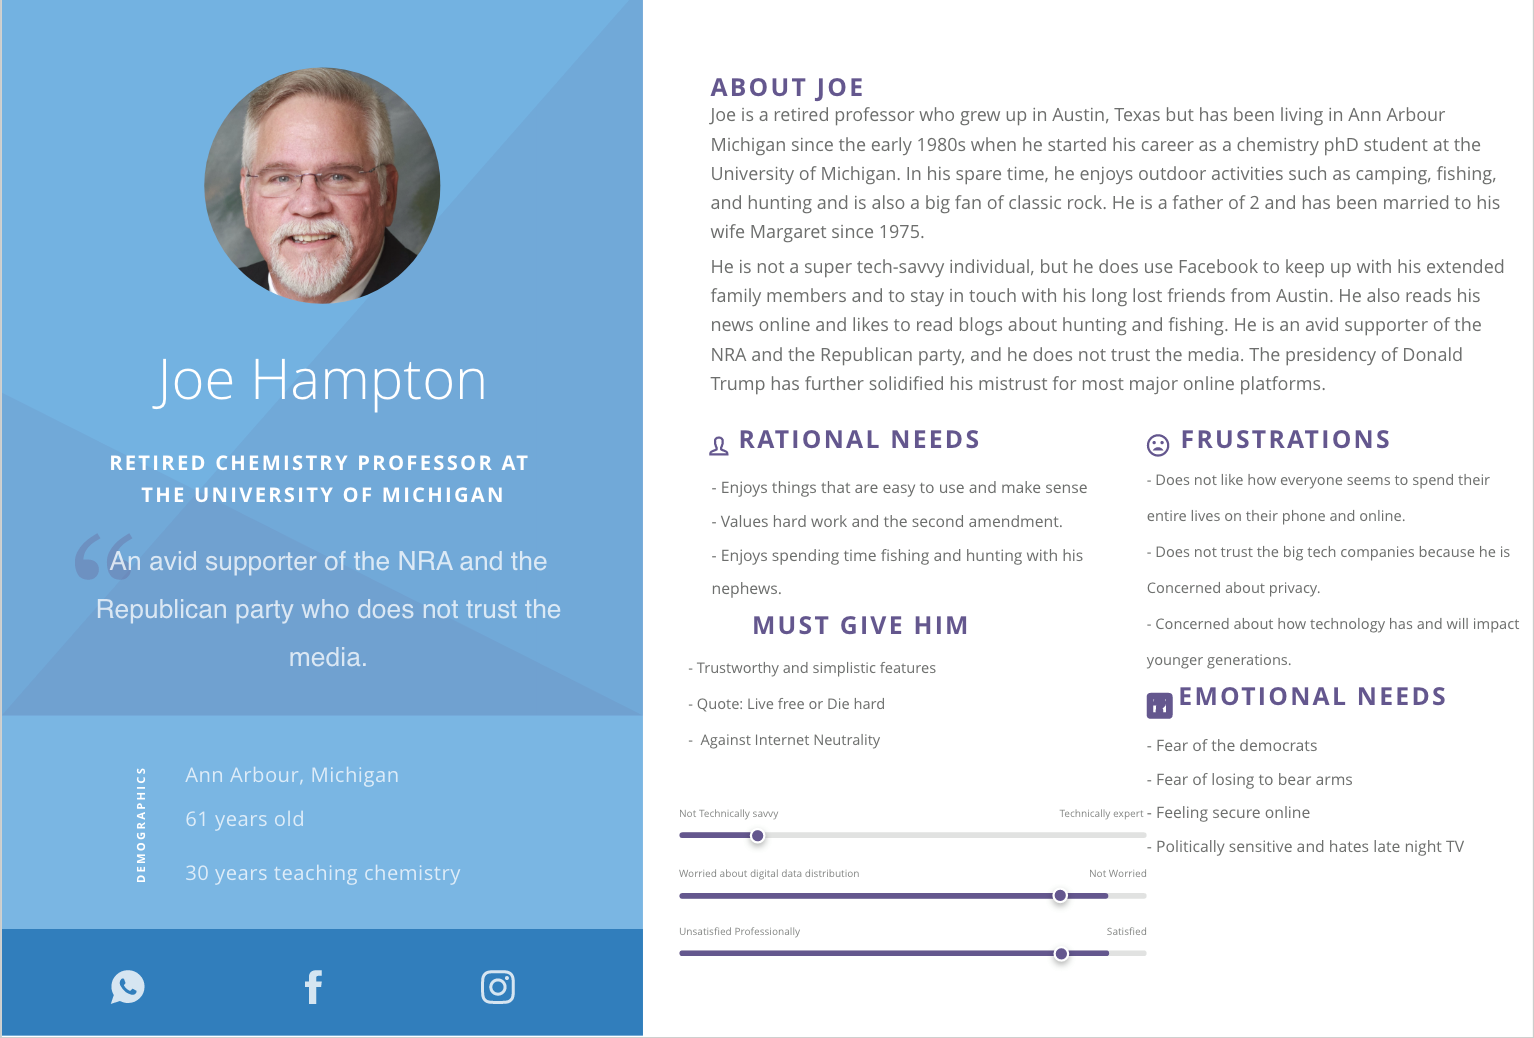 Joe Hampton
RETIRED CHEMISTRY PROFESSOR AT
THE UNIVERSITY OF MICHIGAN
“
An avid supporter of the NRA and the
Republican party who does not trust the
media.
DEMOGRAPHICS
Ann Arbour, Michigan
61 years old
30 years teaching chemistry
ABOUT JOE
Joe is a retired professor who grew up in Austin, Texas but has been living in Ann Arbour
Michigan since the early 1980s when he started his career as a chemistry phD student at the
University of Michigan. In his spare time, he enjoys outdoor activities such as camping, fishing,
and hunting and is also a big fan of classic rock. He is a father of 2 and has been married to his
wife Margaret since 1975.
He is not a super tech-savvy individual, but he does use Facebook to keep up with his extended
family members and to stay in touch with his long lost friends from Austin. He also reads his
news online and likes to read blogs about hunting and fishing. He is an avid supporter of the
NRA and the Republican party, and he does not trust the media. The presidency of Donald
Trump has further solidified his mistrust for most major online platforms.
RATIONAL NEEDS
- Enjoys things that are easy to use and make sense
- Values hard work and the second amendment.
- Enjoys spending time fishing and hunting with his
nephews.
MUST GIVE HIM
- Trustworthy and simplistic features
- Quote: Live free or Die hard
- Against Internet Neutrality
Not Technically savvy
Technically expert
Worried about digital data distribution
Not Worried
Unsatisfied Professionally
Satisfied
FRUSTRATIONS
- Does not like how everyone seems to spend their
entire lives on their phone and online.
- Does not trust the big tech companies because he is
Concerned about privacy.
- Concerned about how technology has and will impact
younger generations.
EMOTIONAL NEEDS
- Fear of the democrats
- Fear of losing to bear arms
- Feeling secure online
- Politically sensitive and hates late night TV